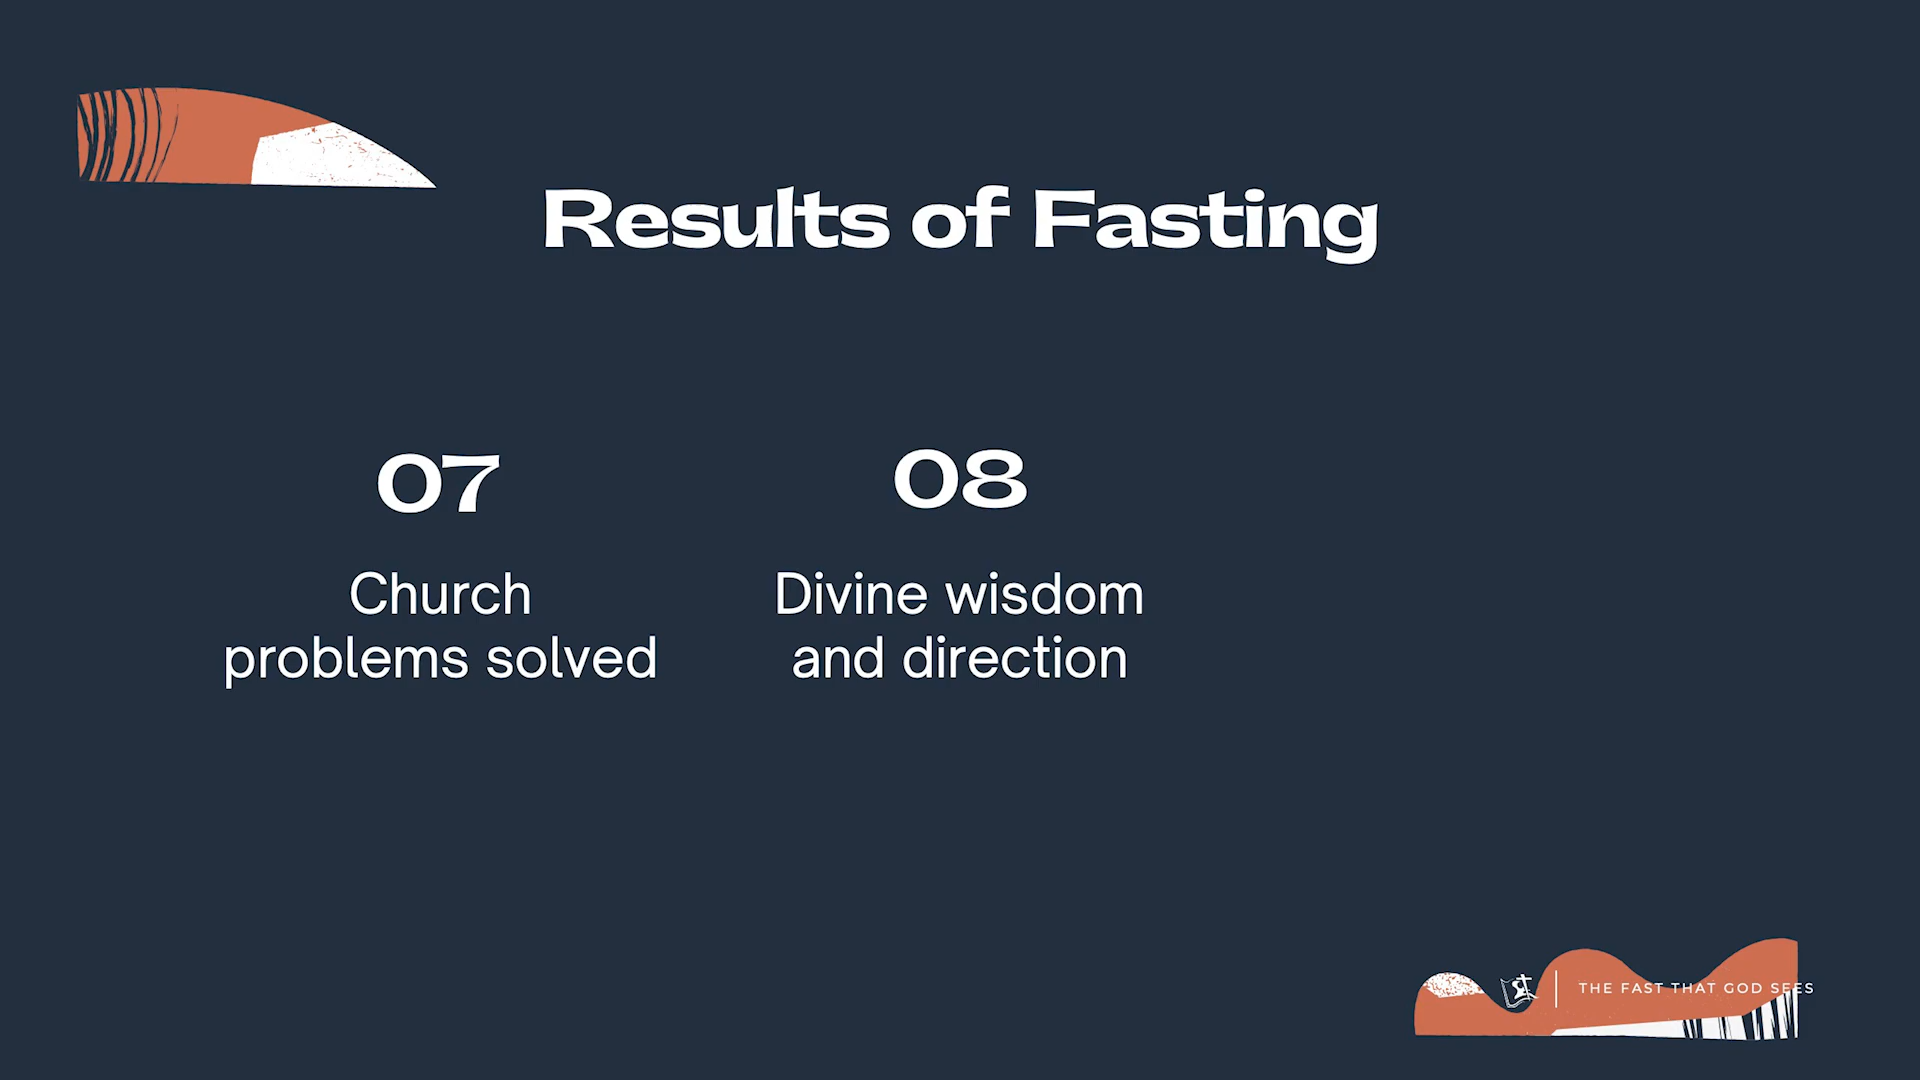 Results of Fasting
07
Church
problems solved
08
Divine wisdom
and direction
THE FAST THAT GOD SEES